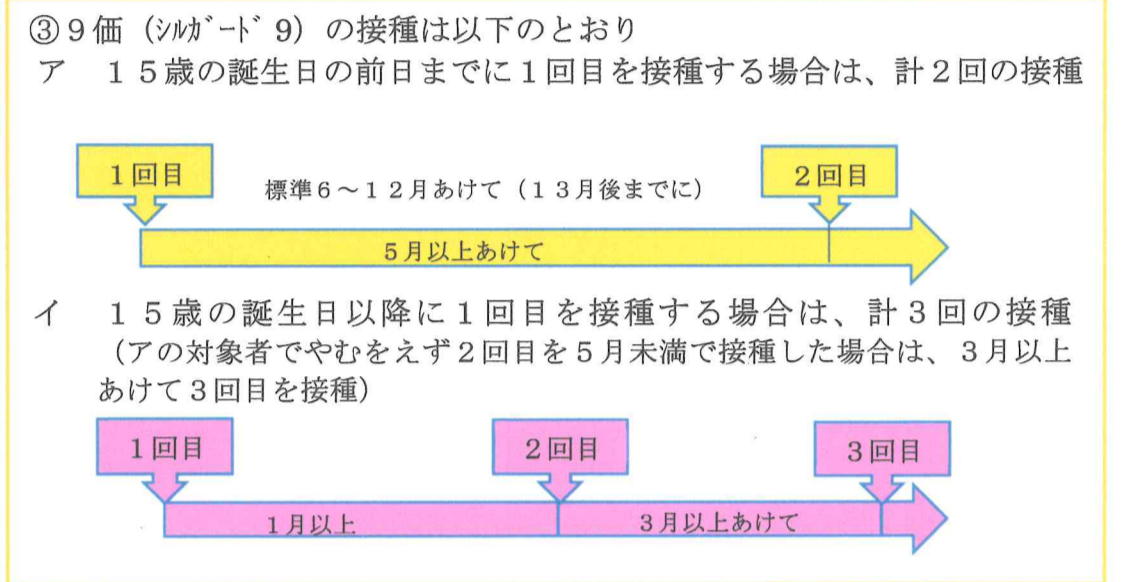 ③９価（ｼﾙｶﾞｰﾄﾞ 9）の接種は以下のとおり
ア　１５歳の誕生日の前日までに１回目を接種する場合は、計２回の接種
１回目
標準６～１２月あけて（１３月後までに）
２回目
５月以上あけて
イ　１５歳の誕生日以降に１回目を接種する場合は、計３回の接種
（アの対象者でやむをえず２回目を５月未満で接種した場合は、３月以上
あけて３回目を接種）
１回目
２回目
３回目
１月以上
３月以上あけて